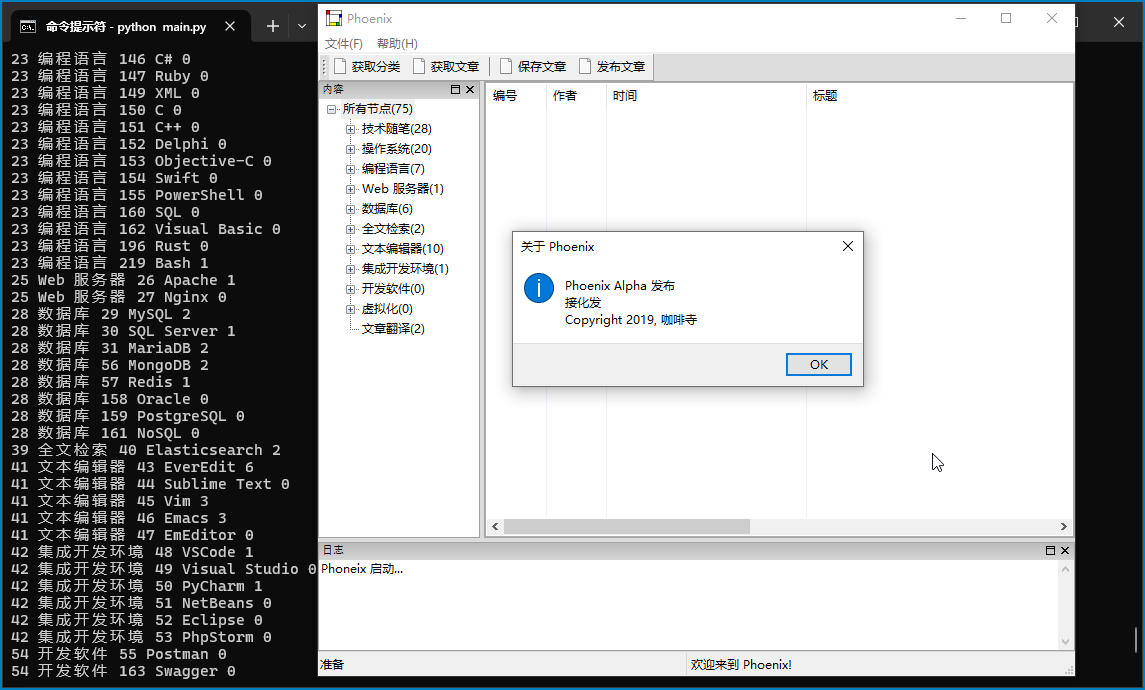 命令提示符 - python main.py
23 编程语言 146 C# 0
23 编程语言 147 Ruby 0
23 编程语言 149 XML 0
23 编程语言 150 C 0
23 编程语言 151 C++ 0
23 编程语言 152 Delphi 0
23 编程语言 153 Objective-C 0
23 编程语言 154 Swift 0
23 编程语言 155 PowerShell 0
23 编程语言 160 SQL 0
23 编程语言 162 Visual Basic 0
23 编程语言 196 Rust 0
23 编程语言 219 Bash 1
25 Web 服务器 26 Apache 1
25 Web 服务器 27 Nginx 0
28 数据库 29 MySQL 2
28 数据库 30 SQL Server 1
28 数据库 31 MariaDB 2
28 数据库 56 MongoDB 2
28 数据库 57 Redis 1
28 数据库 158 Oracle 0
28 数据库 159 PostgreSQL 0
28 数据库 161 NoSQL 0
39 全文检索 40 Elasticsearch 2
41 文本编辑器 43 EverEdit 6
41 文本编辑器 44 Sublime Text 0
41 文本编辑器 45 Vim 3
41 文本编辑器 46 Emacs 3
41 文本编辑器 47 EmEditor 0
42 集成开发环境 48 VSCode 1
42 集成开发环境 49 Visual Studio 0
42 集成开发环境 50 PyCharm 1
42 集成开发环境 51 NetBeans 0
42 集成开发环境 52 Eclipse 0
42 集成开发环境 53 PhpStorm 0
54 开发软件 55 Postman 0
54 开发软件 163 Swagger 0
Phoenix
文件(F) 帮助(H)
获取分类 获取文章 保存文章 发布文章
内容
所有节点(75)
技术随笔(28)
操作系统(20)
编程语言(7)
Web 服务器(1)
数据库(6)
全文检索(2)
文本编辑器(10)
集成开发环境(1)
开发软件(0)
虚拟化(0)
文章翻译(2)
编号 作者 时间 标题
关于 Phoenix
Phoenix Alpha 发布
接化发
Copyright 2019, 咖啡寺
OK
日志
Phoneix 启动...
准备 欢迎来到 Phoenix!